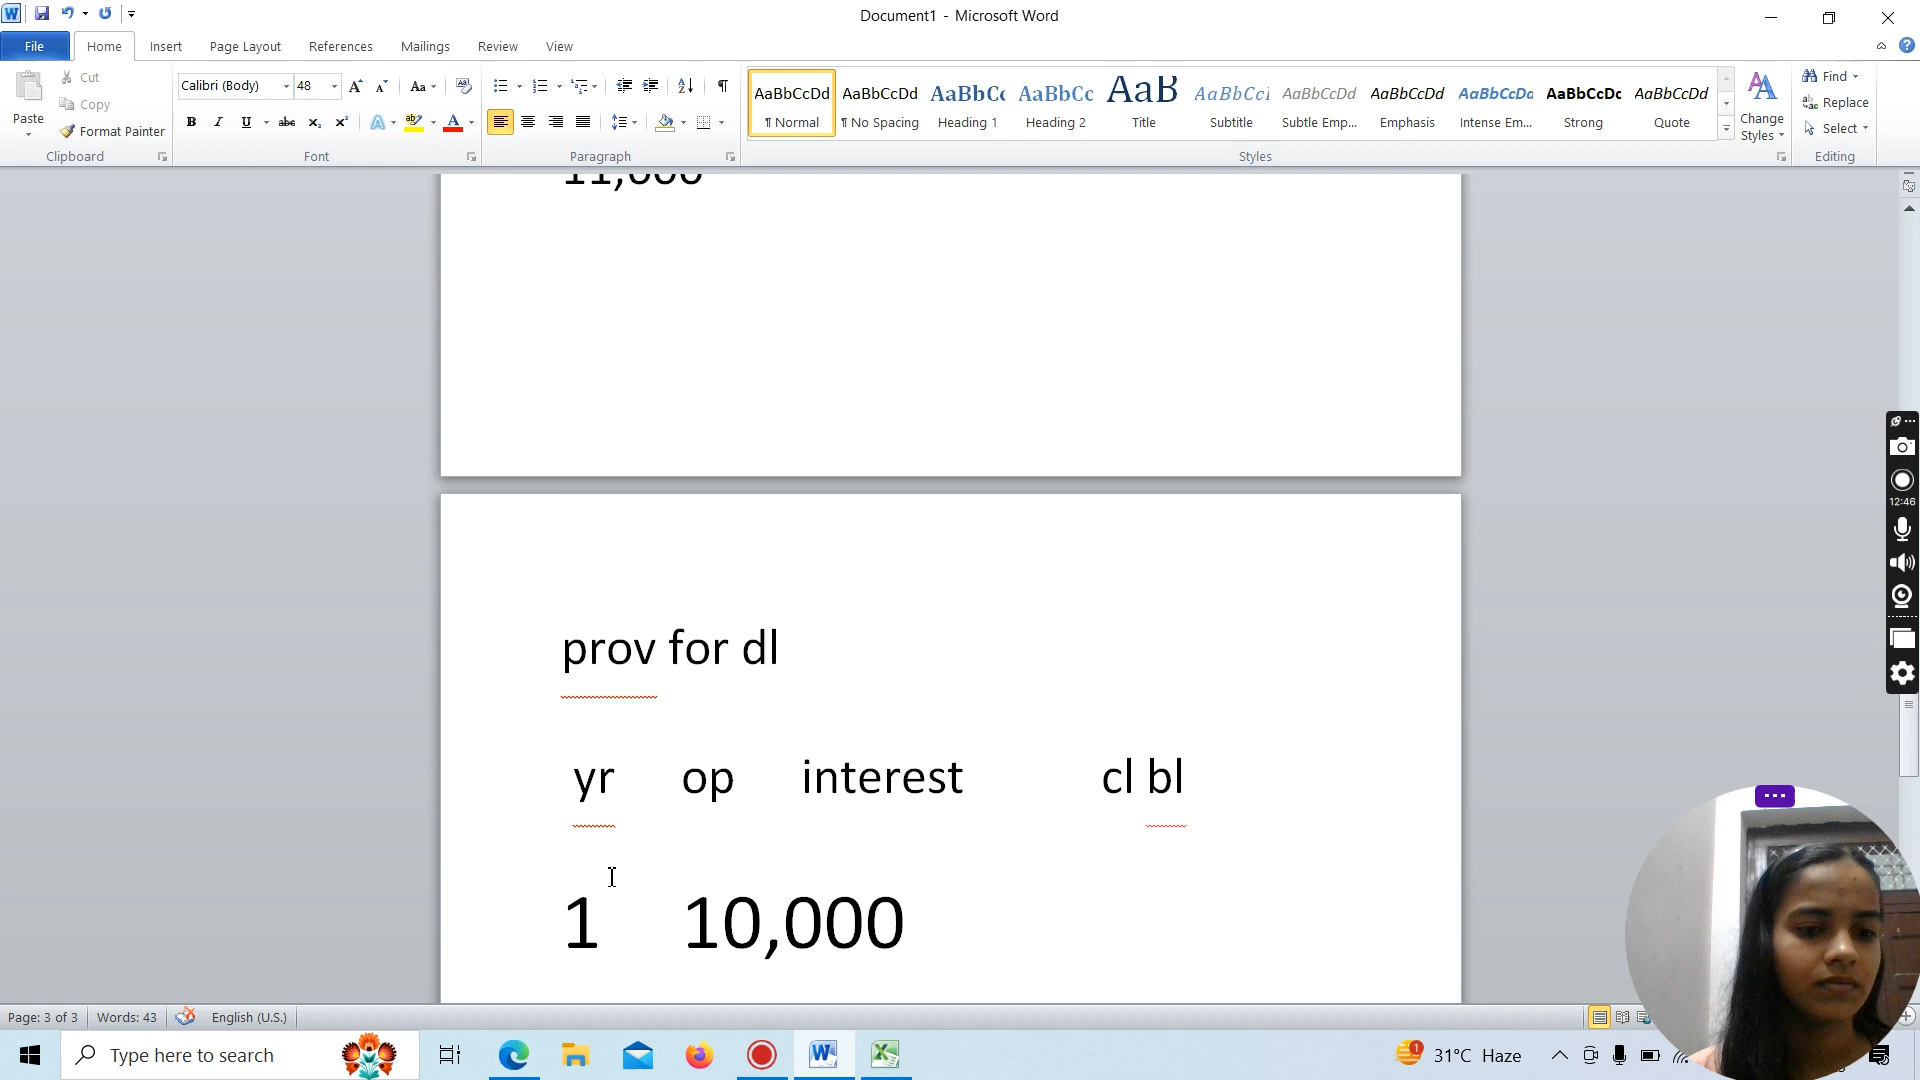 Document1 - Microsoft Word
File Home Insert Page Layout References Mailings Review View
Paste
Cut
Copy
Format Painter
Clipboard
Calibri (Body) 48
Font
Paragraph
AaBbCcDd AaBbCcDd AaBbCc AaBbCc AaB AaBbCcI AaBbCcDd AaBbCcDd AaBbCcDd AaBbCcDc AaBbCcDd
¶ Normal ¶ No Spacing Heading 1 Heading 2 Title Subtitle Subtle Emp... Emphasis Intense Em... Strong Quote
Change Styles
Styles
Find
Replace
Select
Editing
11,000
prov for dl
yr op interest cl bl
1 10,000
12:46
Page: 3 of 3 Words: 43 English (U.S.)
Type here to search
31°C Haze